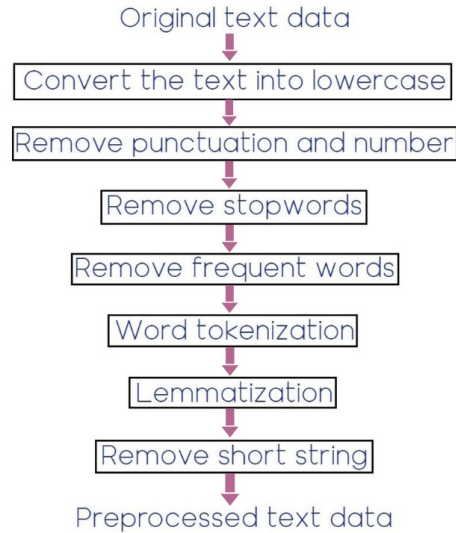 Original text data
Convert the text into lowercase
Remove punctuation and number
Remove stopwords
Remove frequent words
Word tokenization
Lemmatization
Remove short string
Preprocessed text data